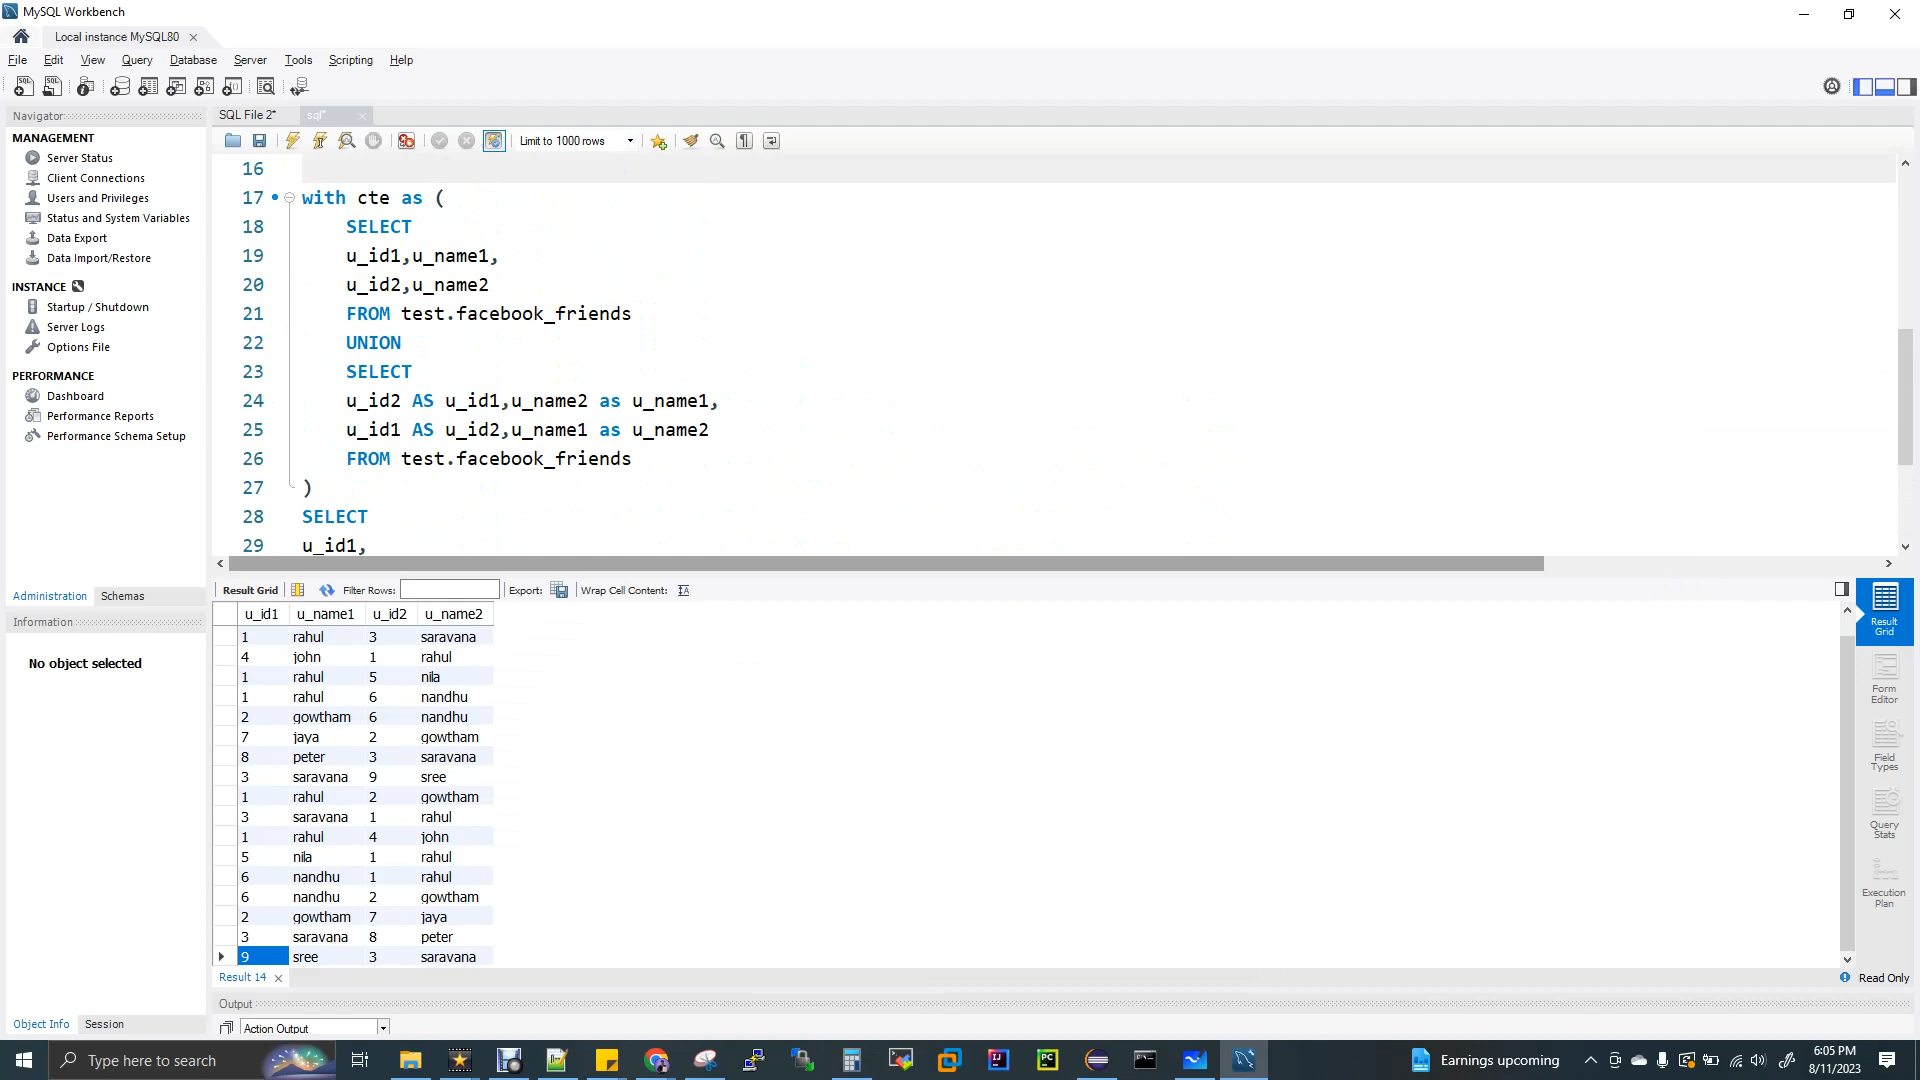 MySQL Workbench
Local instance MySQL80
File Edit View Query Database Server Tools Scripting Help
Navigator
SQL File 2* sql*
MANAGEMENT
Server Status
Client Connections
Users and Privileges
Status and System Variables
Data Export
Data Import/Restore
INSTANCE
Startup / Shutdown
Server Logs
Options File
PERFORMANCE
Dashboard
Performance Reports
Performance Schema Setup
Administration Schemas
Information
No object selected
Object Info Session
Limit to 1000 rows
16
17 with cte as (
18 SELECT
19 u_id1,u_name1,
20 u_id2,u_name2
21 FROM test.facebook_friends
22 UNION
23 SELECT
24 u_id2 AS u_id1,u_name2 as u_name1,
25 u_id1 AS u_id2,u_name1 as u_name2
26 FROM test.facebook_friends
27 )
28 SELECT
29 u_id1,
Result Grid Filter Rows: Export: Wrap Cell Content:
u_id1 u_name1 u_id2 u_name2
1 rahul 3 saravana
4 john 1 rahul
1 rahul 5 nila
1 rahul 6 nandhu
2 gowtham 6 nandhu
7 jaya 2 gowtham
8 peter 3 saravana
3 saravana 9 sree
1 rahul 2 gowtham
3 saravana 1 rahul
1 rahul 4 john
5 nila 1 rahul
6 nandhu 1 rahul
6 nandhu 2 gowtham
2 gowtham 7 jaya
3 saravana 8 peter
9 sree 3 saravana
Result 14
Read Only
Result
Grid
Form
Editor
Field
Types
Query
Stats
Execution
Plan
Output
Action Output
Type here to search
Earnings upcoming
6:05 PM
8/11/2023